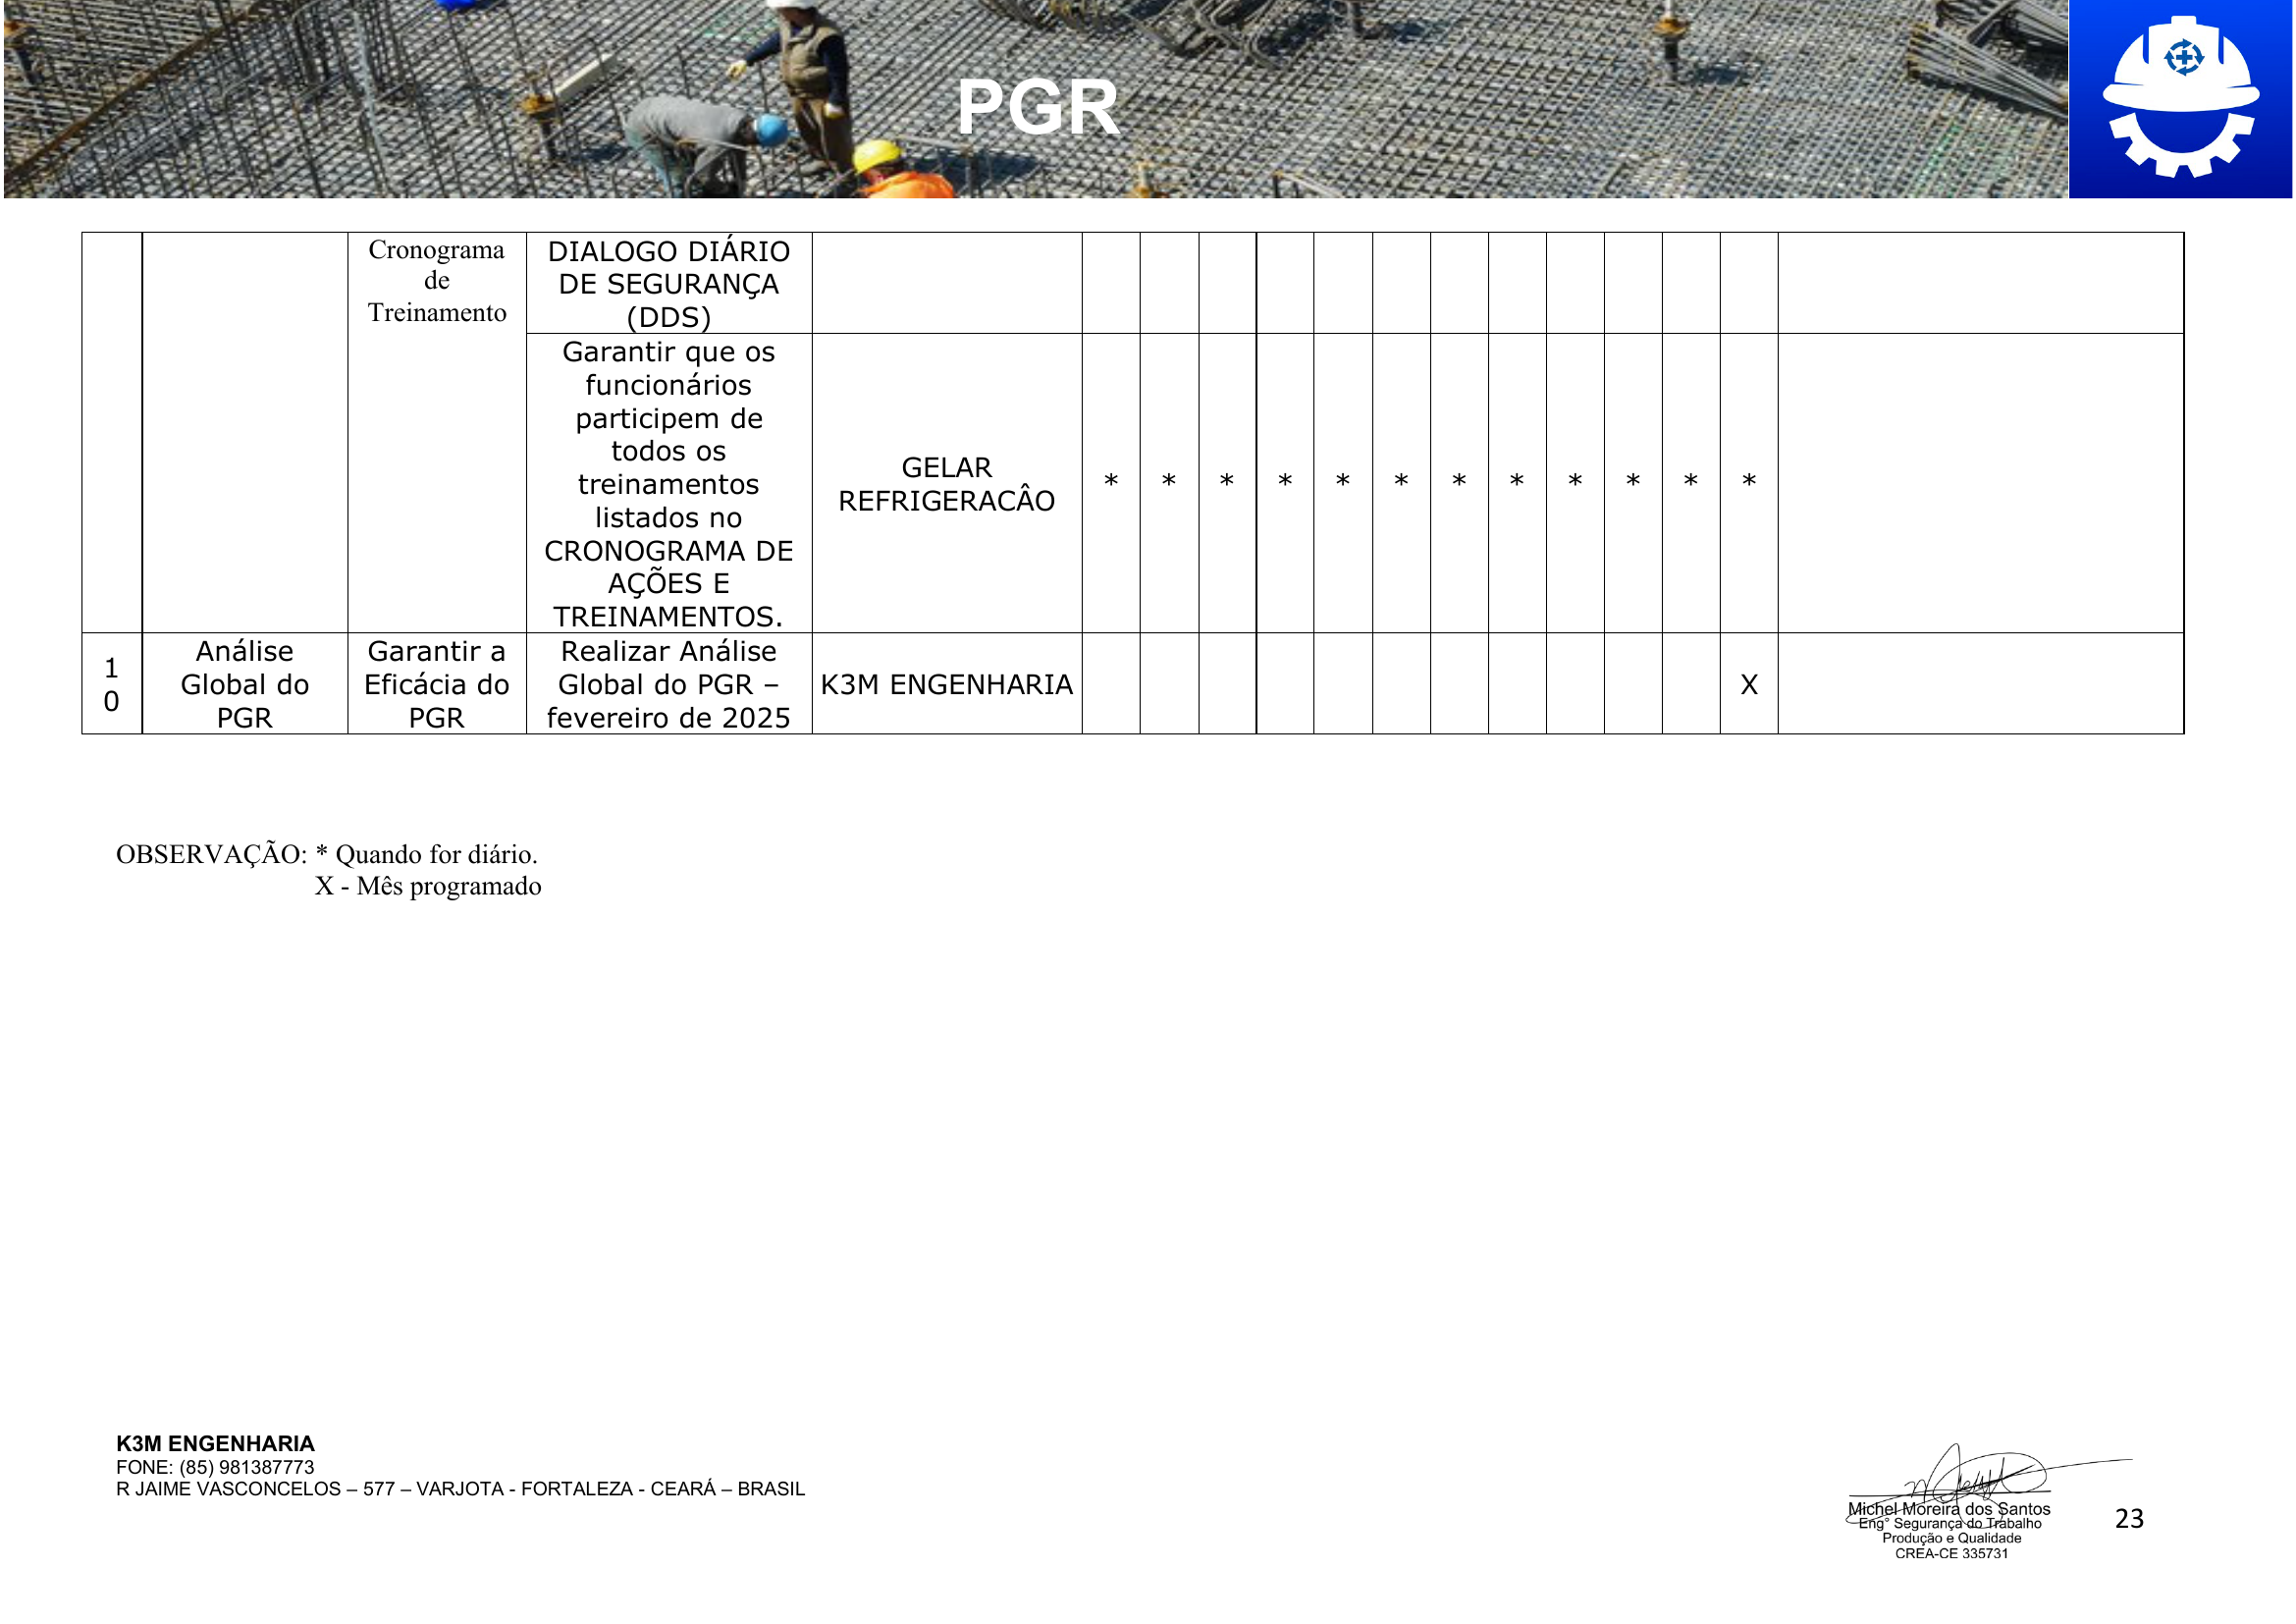 PGR
Cronograma
de
Treinamento
DIALOGO DIÁRIO
DE SEGURANÇA
(DDS)
Garantir que os
funcionários
participem de
todos os
treinamentos
listados no
CRONOGRAMA DE
AÇÕES E
TREINAMENTOS.
GELAR
REFRIGERACÂO
* * * * * * * * * * * *
1
0
Análise
Global do
PGR
Garantir a
Eficácia do
PGR
Realizar Análise
Global do PGR –
fevereiro de 2025
K3M ENGENHARIA
X
OBSERVAÇÃO: * Quando for diário.
X - Mês programado
K3M ENGENHARIA
FONE: (85) 981387773
R JAIME VASCONCELOS – 577 – VARJOTA - FORTALEZA - CEARÁ – BRASIL
Michel Moreira dos Santos
Eng° Segurança do Trabalho
Produção e Qualidade
CREA-CE 335731
23